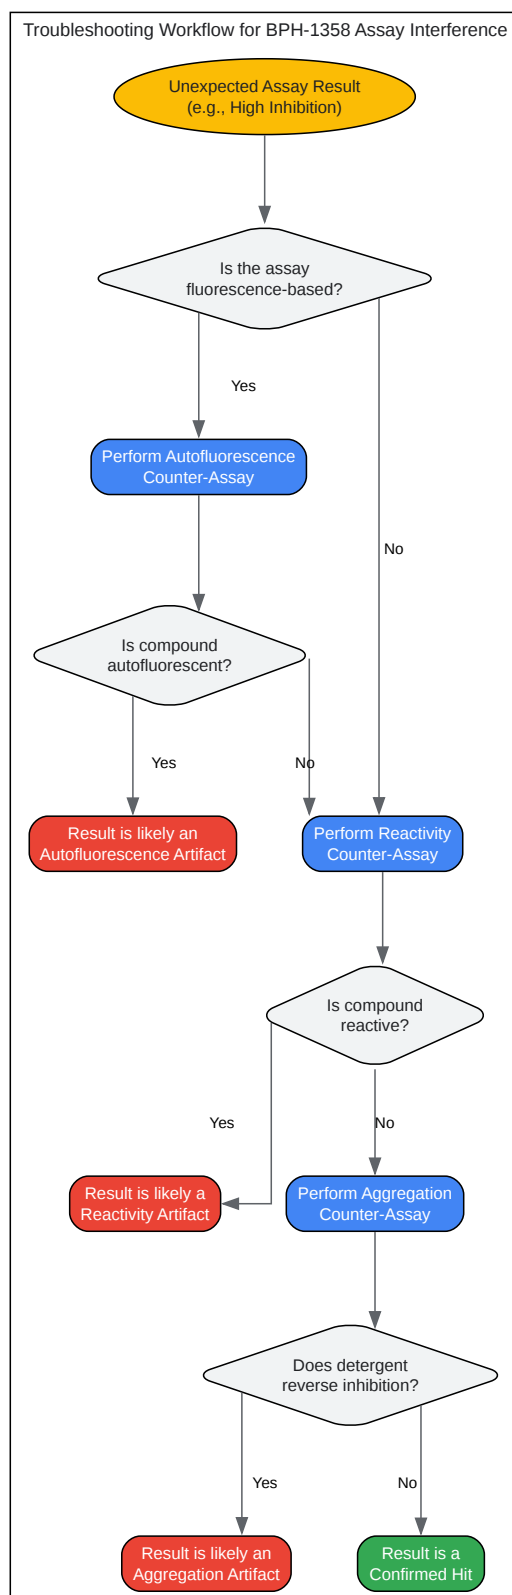 Troubleshooting Workflow for BPH-1358 Assay Interference
Unexpected Assay Result
(e.g., High Inhibition)
Is the assay
fluorescence-based?
Yes
Perform Autofluorescence
Counter-Assay
No
Is compound
autofluorescent?
Yes
No
Result is likely an
Autofluorescence Artifact
Perform Reactivity
Counter-Assay
Is compound
reactive?
Yes
No
Result is likely a
Reactivity Artifact
Perform Aggregation
Counter-Assay
Does detergent
reverse inhibition?
Yes
No
Result is likely an
Aggregation Artifact
Result is a
Confirmed Hit